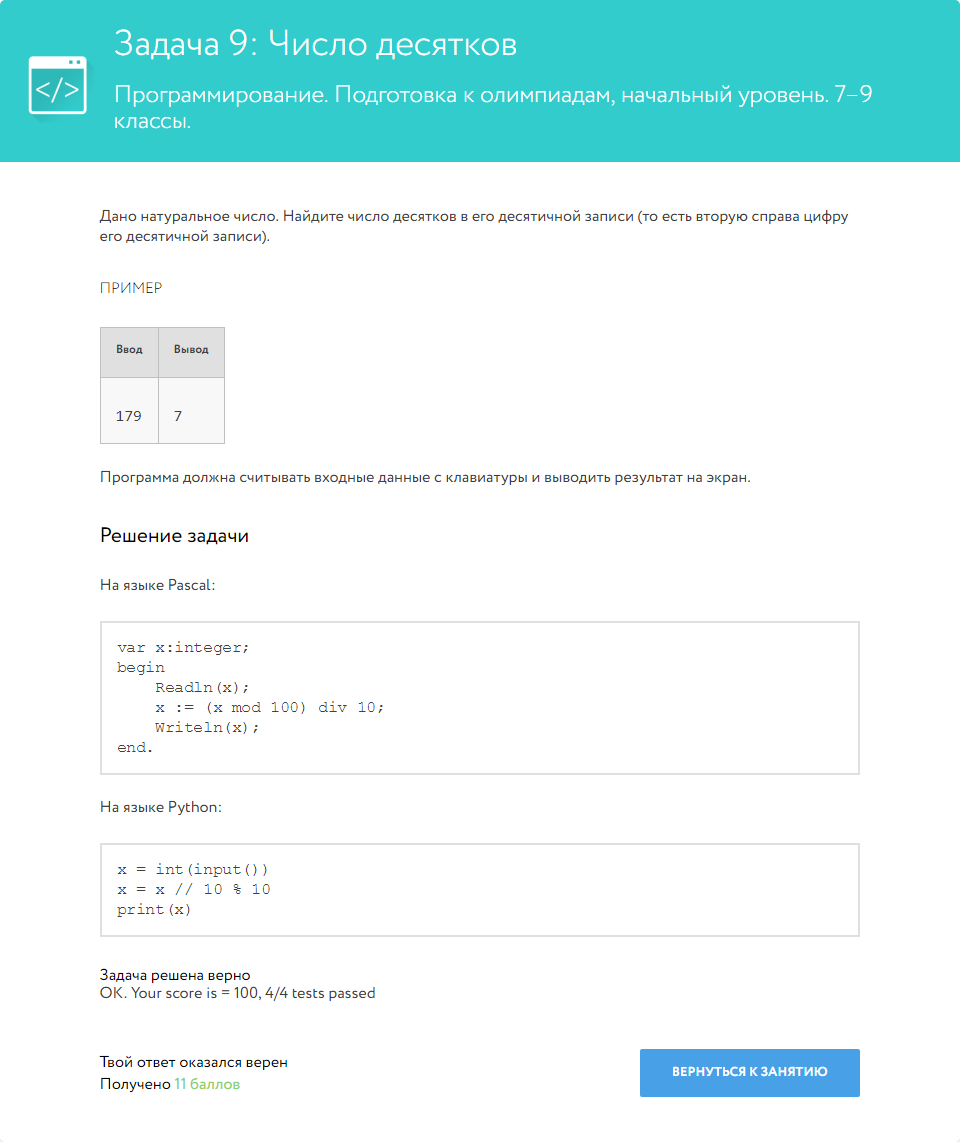 Задача 9: Число десятков
</>
Программирование. Подготовка к олимпиадам, начальный уровень. 7–9
классы.
Дано натуральное число. Найдите число десятков в его десятичной записи (то есть вторую справа цифру
его десятичной записи).
ПРИМЕР
Ввод Вывод
179 7
Программа должна считывать входные данные с клавиатуры и выводить результат на экран.
Решение задачи
На языке Pascal:
var x:integer;
begin
    Readln(x);
    x := (x mod 100) div 10;
    Writeln(x);
end.
На языке Python:
x = int(input())
x = x // 10 % 10
print(x)
Задача решена верно
OK. Your score is = 100, 4/4 tests passed
Твой ответ оказался верен
Получено 11 баллов
ВЕРНУТЬСЯ К ЗАНЯТИЮ